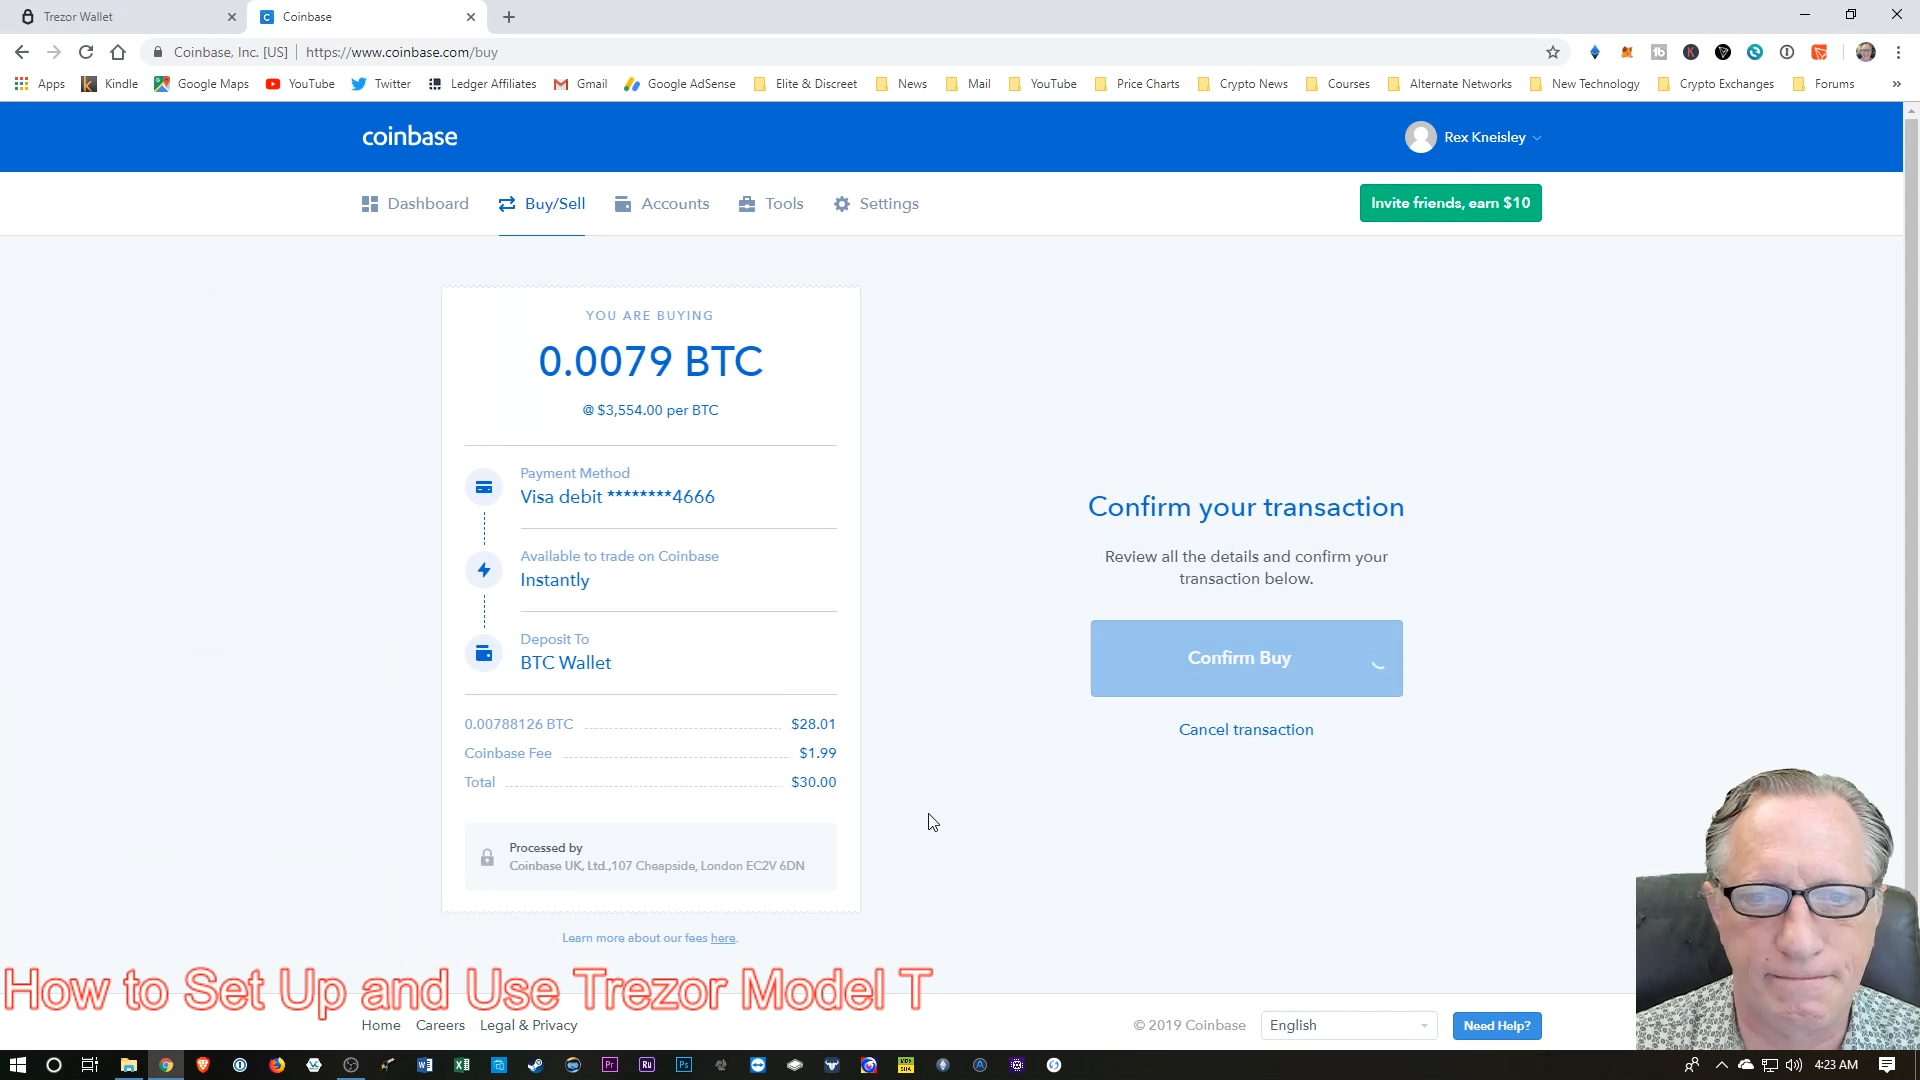 Trezor Wallet
Coinbase
Coinbase, Inc. [US] | https://www.coinbase.com/buy
Apps Kindle Google Maps YouTube Twitter Ledger Affiliates Gmail Google AdSense Elite & Discreet News Mail YouTube Price Charts Crypto News Courses Alternate Networks New Technology Crypto Exchanges Forums »
coinbase
Rex Kneisley
Dashboard Buy/Sell Accounts Tools Settings
Invite friends, earn $10
YOU ARE BUYING
0.0079 BTC
@ $3,554.00 per BTC
Payment Method
Visa debit ********4666
Available to trade on Coinbase
Instantly
Deposit To
BTC Wallet
0.00788126 BTC $28.01
Coinbase Fee $1.99
Total $30.00
Processed by
Coinbase UK, Ltd.,107 Cheapside, London EC2V 6DN
Learn more about our fees here.
Confirm your transaction
Review all the details and confirm your
transaction below.
Confirm Buy
Cancel transaction
How to Set Up and Use Trezor Model T
Home Careers Legal & Privacy
© 2019 Coinbase
English
Need Help?
4:23 AM